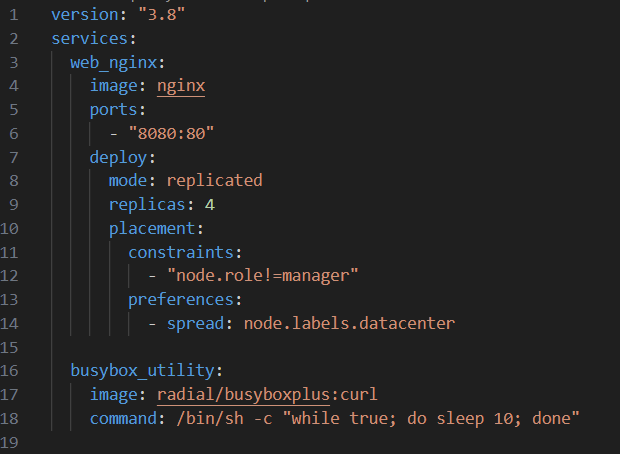 1 version: "3.8"
2 services:
3   web_nginx:
4     image: nginx
5     ports:
6       - "8080:80"
7     deploy:
8       mode: replicated
9       replicas: 4
10       placement:
11         constraints:
12           - "node.role!=manager"
13         preferences:
14           - spread: node.labels.datacenter
15
16   busybox_utility:
17     image: radial/busyboxplus:curl
18     command: /bin/sh -c "while true; do sleep 10; done"
19